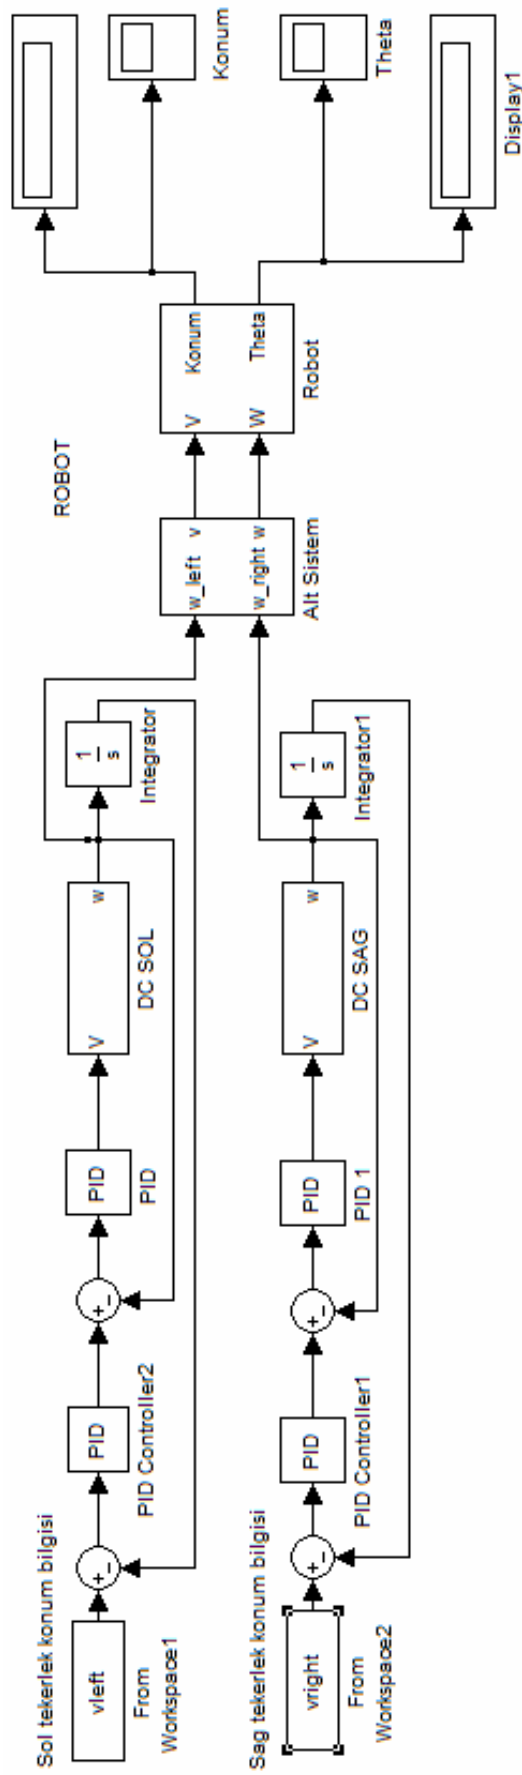 Sol tekerlek konum bilgisi
vleft
From
Workspace1
+
-
PID
PID Controller2
+
-
PID
PID
V
w
DC SOL
1
s
Integrator
Sag tekerlek konum bilgisi
vright
From
Workspace2
+
-
PID
PID Controller1
+
-
PID
PID 1
V
w
DC SAG
1
s
Integrator1
ROBOT
w_left v
w_right w
Alt Sistem
V Konum
W Theta
Robot
Konum
Theta
Display1